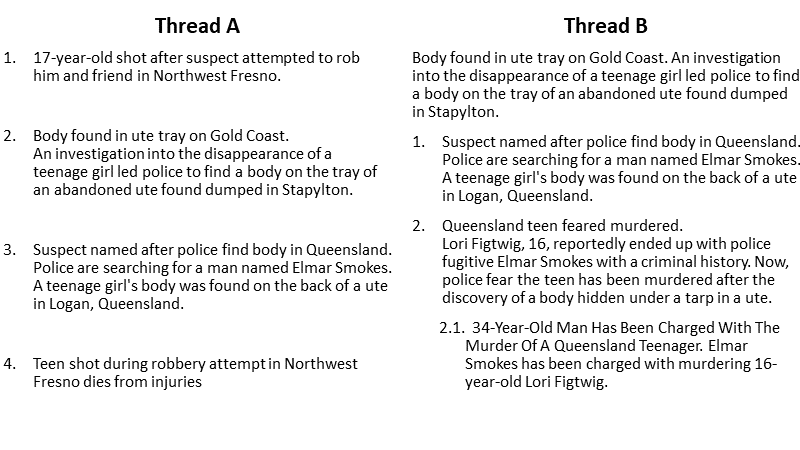 Thread A
1. 17-year-old shot after suspect attempted to rob
him and friend in Northwest Fresno.
2. Body found in ute tray on Gold Coast.
An investigation into the disappearance of a
teenage girl led police to find a body on the tray of
an abandoned ute found dumped in Stapylton.
3. Suspect named after police find body in Queensland.
Police are searching for a man named Elmar Smokes.
A teenage girl's body was found on the back of a ute
in Logan, Queensland.
4. Teen shot during robbery attempt in Northwest
Fresno dies from injuries
Thread B
Body found in ute tray on Gold Coast. An investigation
into the disappearance of a teenage girl led police to find
a body on the tray of an abandoned ute found dumped
in Stapylton.
1. Suspect named after police find body in Queensland.
Police are searching for a man named Elmar Smokes.
A teenage girl's body was found on the back of a ute
in Logan, Queensland.
2. Queensland teen feared murdered.
Lori Figtwig, 16, reportedly ended up with police
fugitive Elmar Smokes with a criminal history. Now,
police fear the teen has been murdered after the
discovery of a body hidden under a tarp in a ute.
2.1. 34-Year-Old Man Has Been Charged With The
Murder Of A Queensland Teenager. Elmar
Smokes has been charged with murdering 16-
year-old Lori Figtwig.